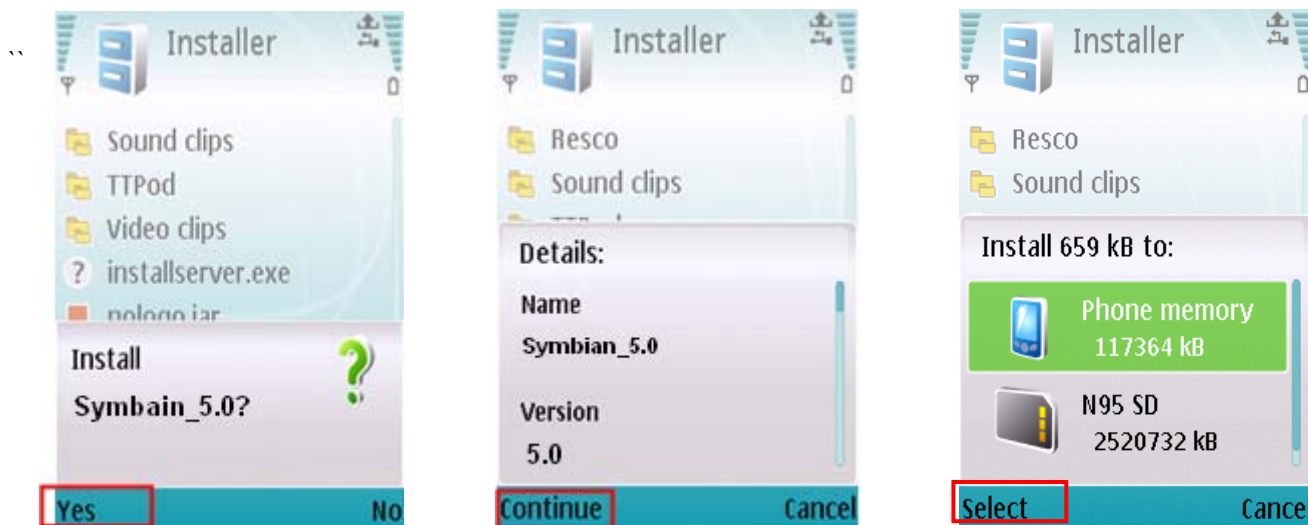 ``
Installer
Sound clips
TTPod
Video clips
? installserver.exe
nologo.jar
Install
Symbain_5.0?
Yes No
Installer
Resco
Sound clips
Details:
Name
Symbian_5.0
Version
5.0
Continue Cancel
Installer
Resco
Sound clips
Install 659 kB to:
Phone memory
117364 kB
N95 SD
2520732 kB
Select Cance